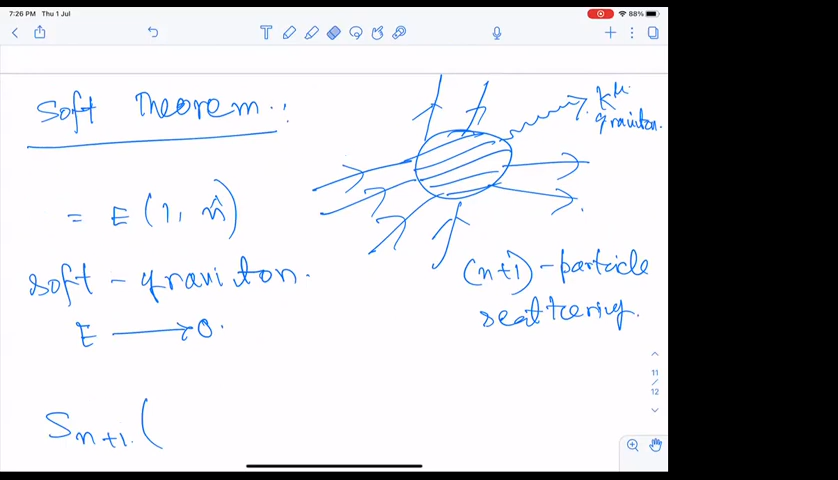 7:26 PM Thu 1 Jul
88%
Soft Theorem :
k^μ
graviton.
= E (1, n̂)
soft - graviton.
E → 0.
(n+1) - particle
scattering.
S_{n+1} (
11
/
12